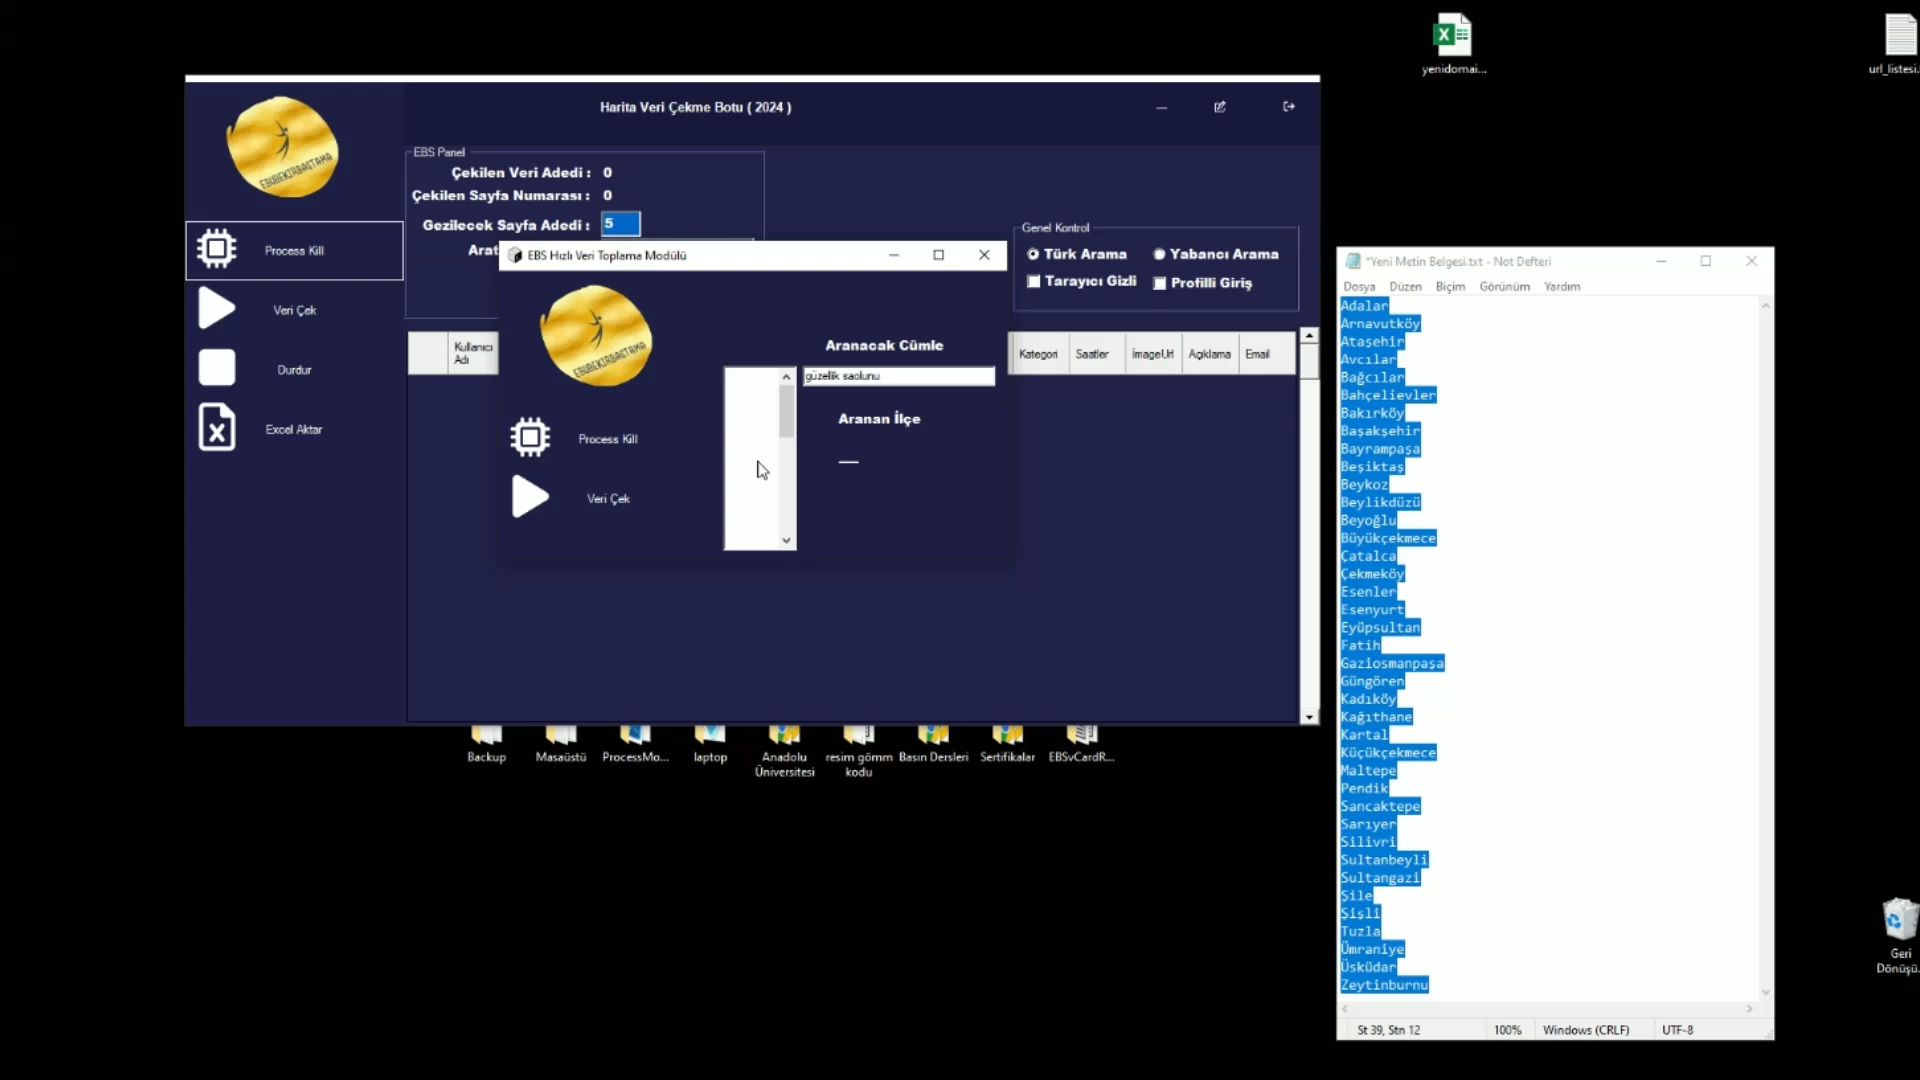 yenidomai...
url_listesi.
Harita Veri Çekme Botu ( 2024 )
EBUBEKIRBASTAMA
EBS Panel
Çekilen Veri Adedi : 0
Çekilen Sayfa Numarası : 0
Gezilecek Sayfa Adedi : 5
Arat
Process Kill
Veri Çek
Durdur
Excel Aktar
Genel Kontrol
Türk Arama
Yabancı Arama
Tarayıcı Gizli
Profilli Giriş
Kullanıcı Adı
Kategori
Saatler
İmageUrl
Açıklama
Email
EBS Hızlı Veri Toplama Modülü
EBUBEKIRBASTAMA
Process Kill
Veri Çek
Aranacak Cümle
güzellik saolunu
Aranan İlçe
Backup
Masaüstü
ProcessMo...
laptop
Anadolu Üniversitesi
resim gömm kodu
Basın Dersleri
Sertifikalar
EBSvCardR...
*Yeni Metin Belgesi.txt - Not Defteri
Dosya Düzen Biçim Görünüm Yardım
Adalar
Arnavutköy
Ataşehir
Avcılar
Bağcılar
Bahçelievler
Bakırköy
Başakşehir
Bayrampaşa
Beşiktaş
Beykoz
Beylikdüzü
Beyoğlu
Büyükçekmece
Çatalca
Çekmeköy
Esenler
Esenyurt
Eyüpsultan
Fatih
Gaziosmanpaşa
Güngören
Kadıköy
Kağıthane
Kartal
Küçükçekmece
Maltepe
Pendik
Sancaktepe
Sarıyer
Silivri
Sultanbeyli
Sultangazi
Şile
Şişli
Tuzla
Ümraniye
Üsküdar
Zeytinburnu
St 39, Stn 12
100%
Windows (CRLF)
UTF-8
Geri
Dönüşü.